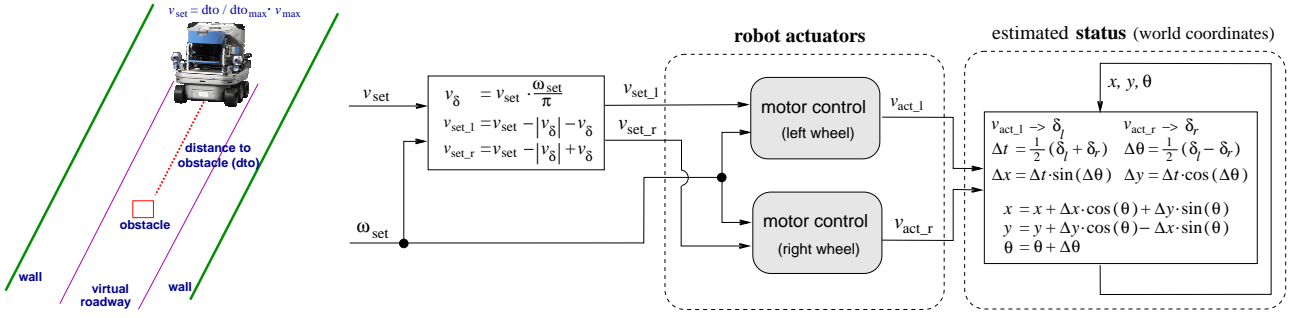 v_set = dto / dto_max · v_max
distance to
obstacle (dto)
obstacle
wall
virtual
roadway
wall
v_set
ω_set
v_δ = v_set · ω_set/π
v_set_l = v_set − |v_δ| − v_δ
v_set_r = v_set − |v_δ| + v_δ
v_set_l
v_set_r
robot actuators
motor control
(left wheel)
motor control
(right wheel)
v_act_l
v_act_r
estimated status (world coordinates)
x, y, θ
v_act_l -> δ_l v_act_r -> δ_r
Δt = 1/2 (δ_l + δ_r) Δθ = 1/2 (δ_l − δ_r)
Δx = Δt·sin(Δθ) Δy = Δt·cos(Δθ)
x = x + Δx·cos(θ) + Δy·sin(θ)
y = y + Δy·cos(θ) − Δx·sin(θ)
θ = θ + Δθ